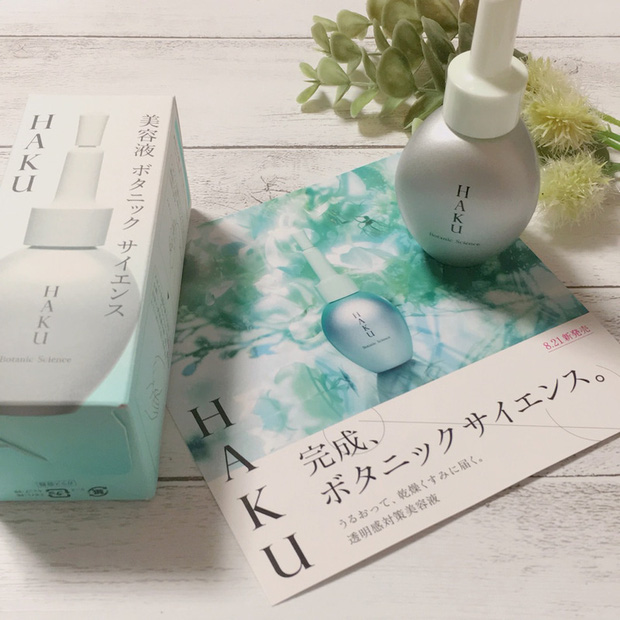 HAKU
美容液 ボタニック サイエンス
HAKU
Botanic Science
HAKU
Botanic Science
HAKU
Botanic Science
8.21 新発売
HAKU
完成、
ボタニック サイエンス。
うるおって、乾燥くすみに届く。
透明感対策美容液